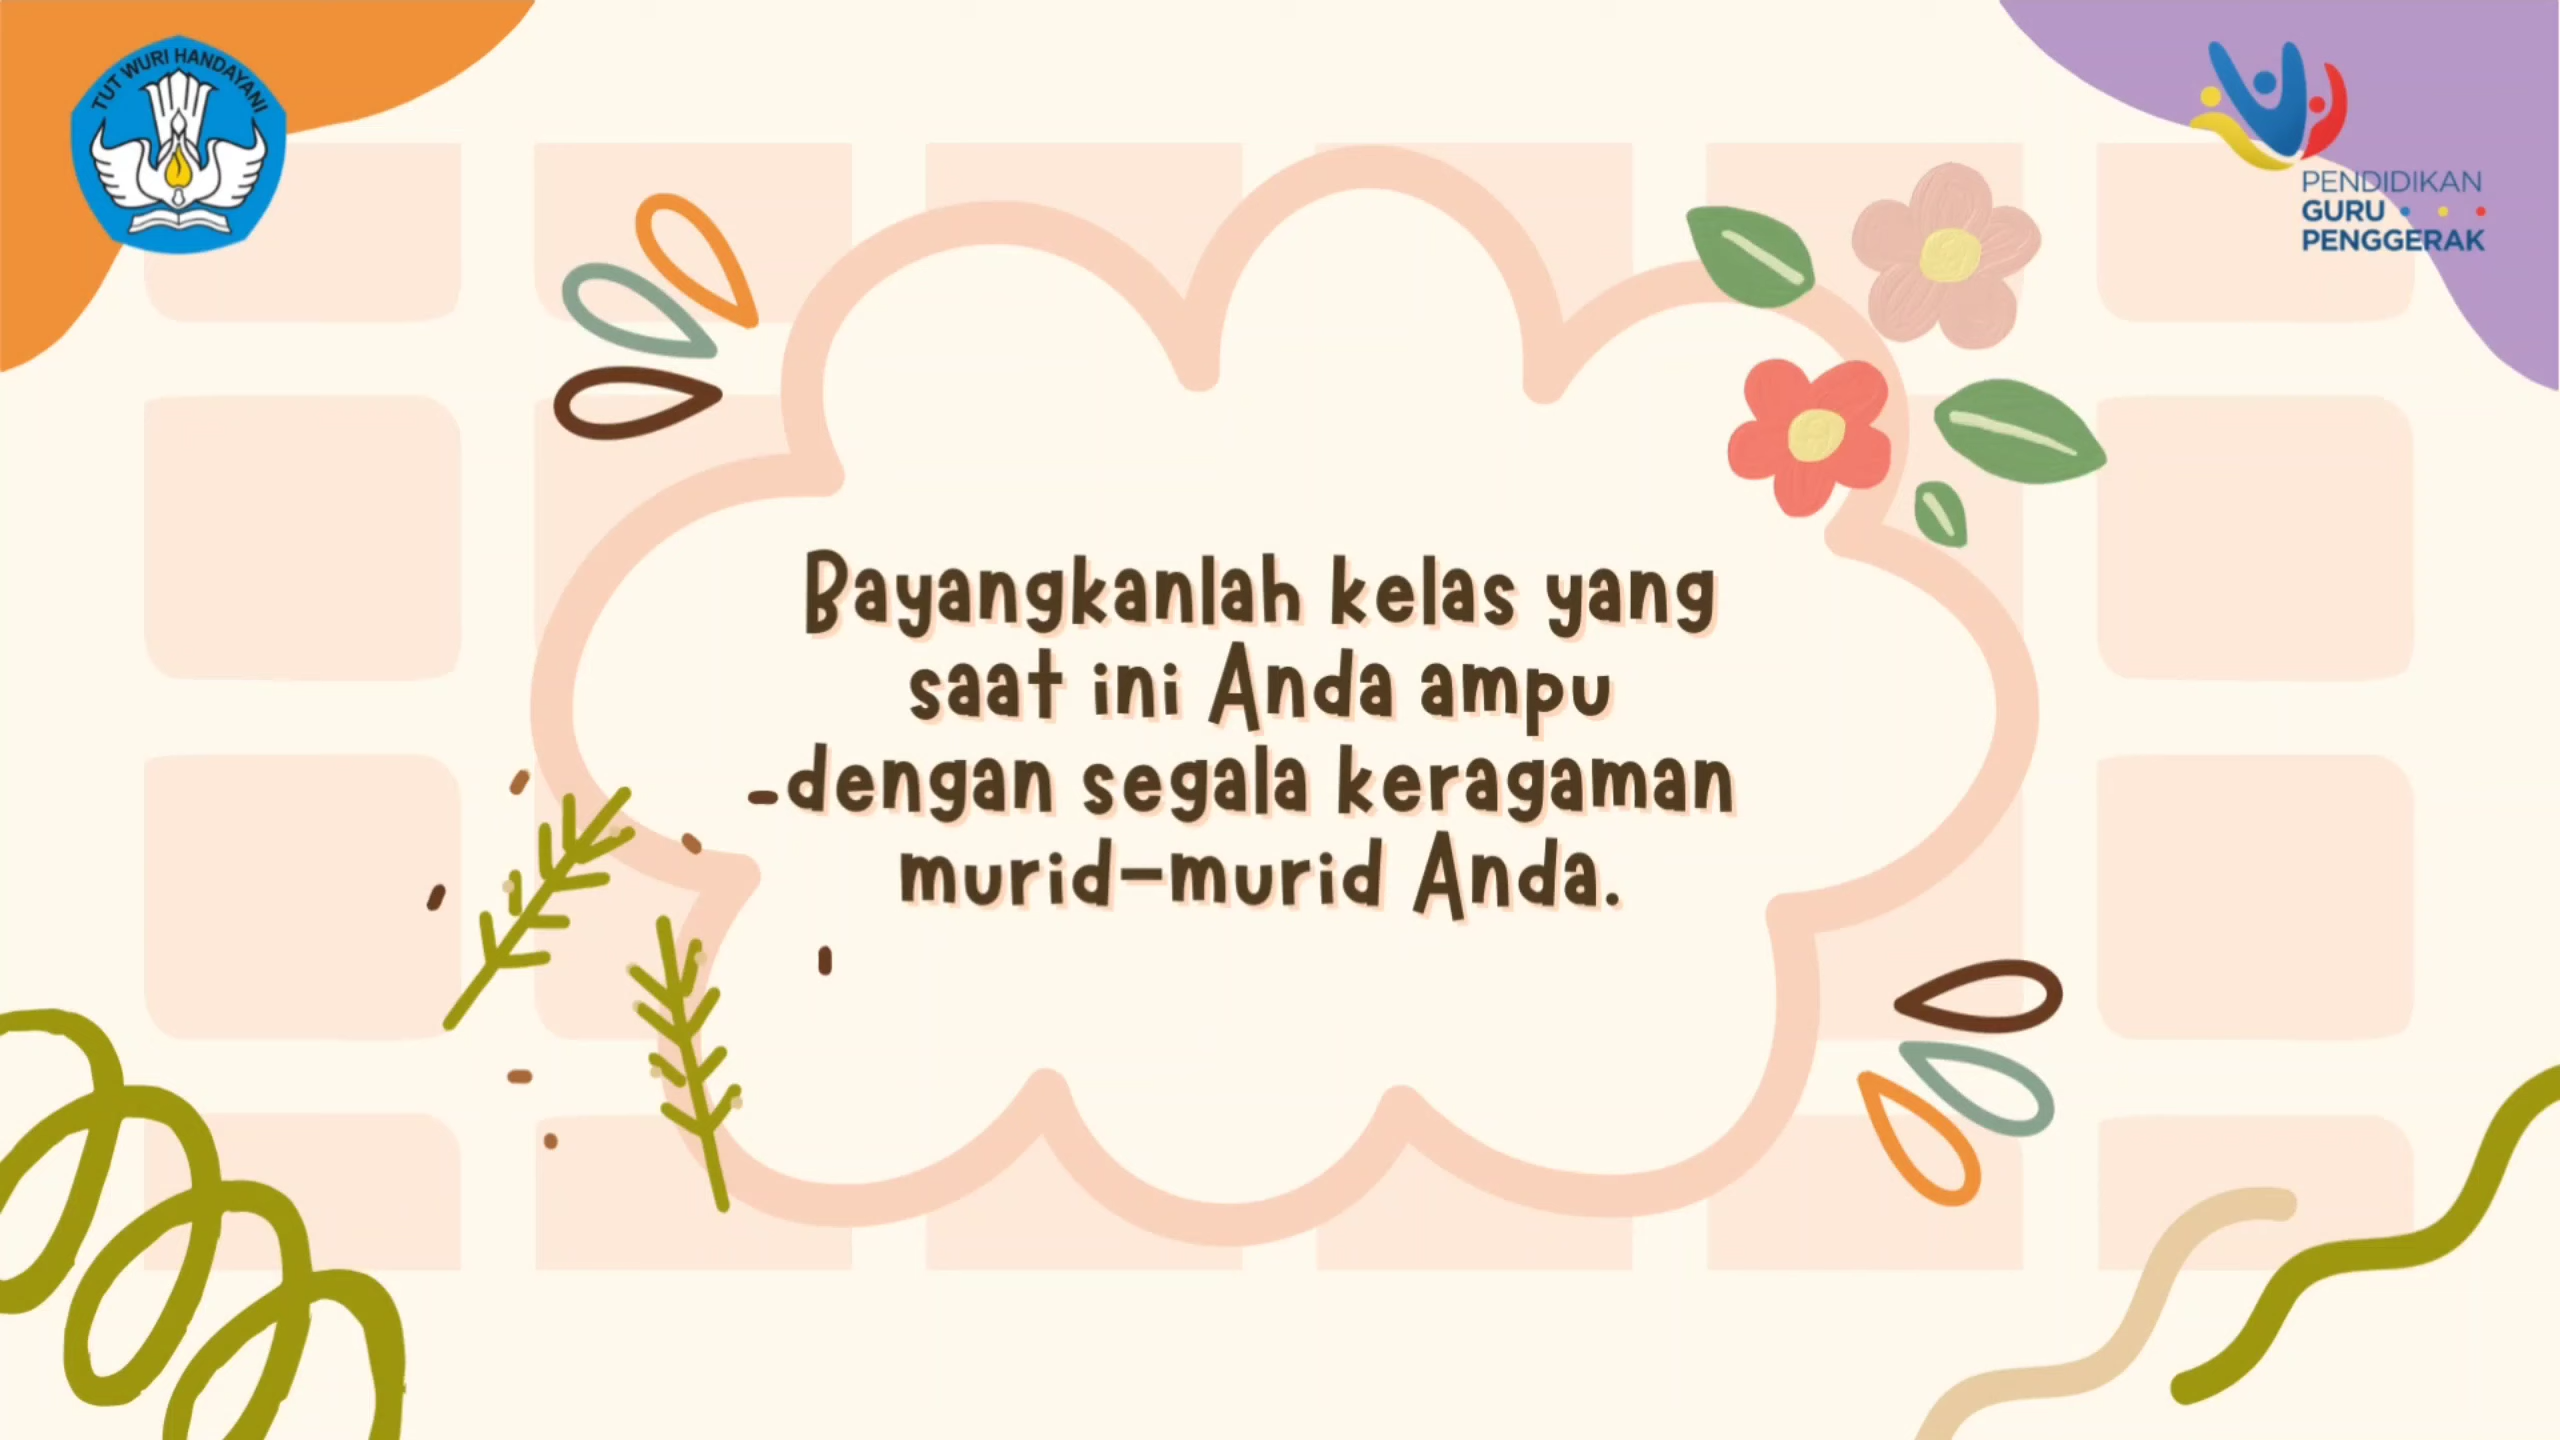 TUT WURI HANDAYANI
PENDIDIKAN
GURU
PENGGERAK
Bayangkanlah kelas yang
saat ini Anda ampu
dengan segala keragaman
murid-murid Anda.